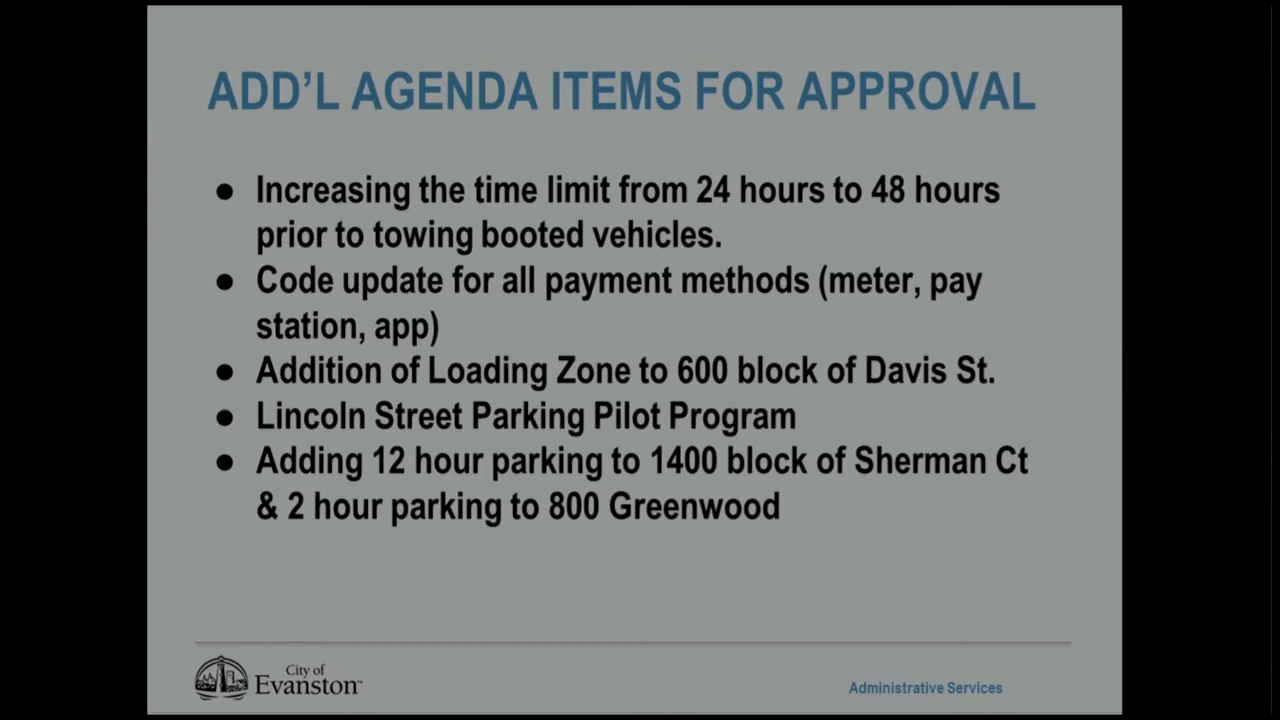 ADD'L AGENDA ITEMS FOR APPROVAL
● Increasing the time limit from 24 hours to 48 hours
prior to towing booted vehicles.
● Code update for all payment methods (meter, pay
station, app)
● Addition of Loading Zone to 600 block of Davis St.
● Lincoln Street Parking Pilot Program
● Adding 12 hour parking to 1400 block of Sherman Ct
& 2 hour parking to 800 Greenwood
City of
Evanston™
Administrative Services